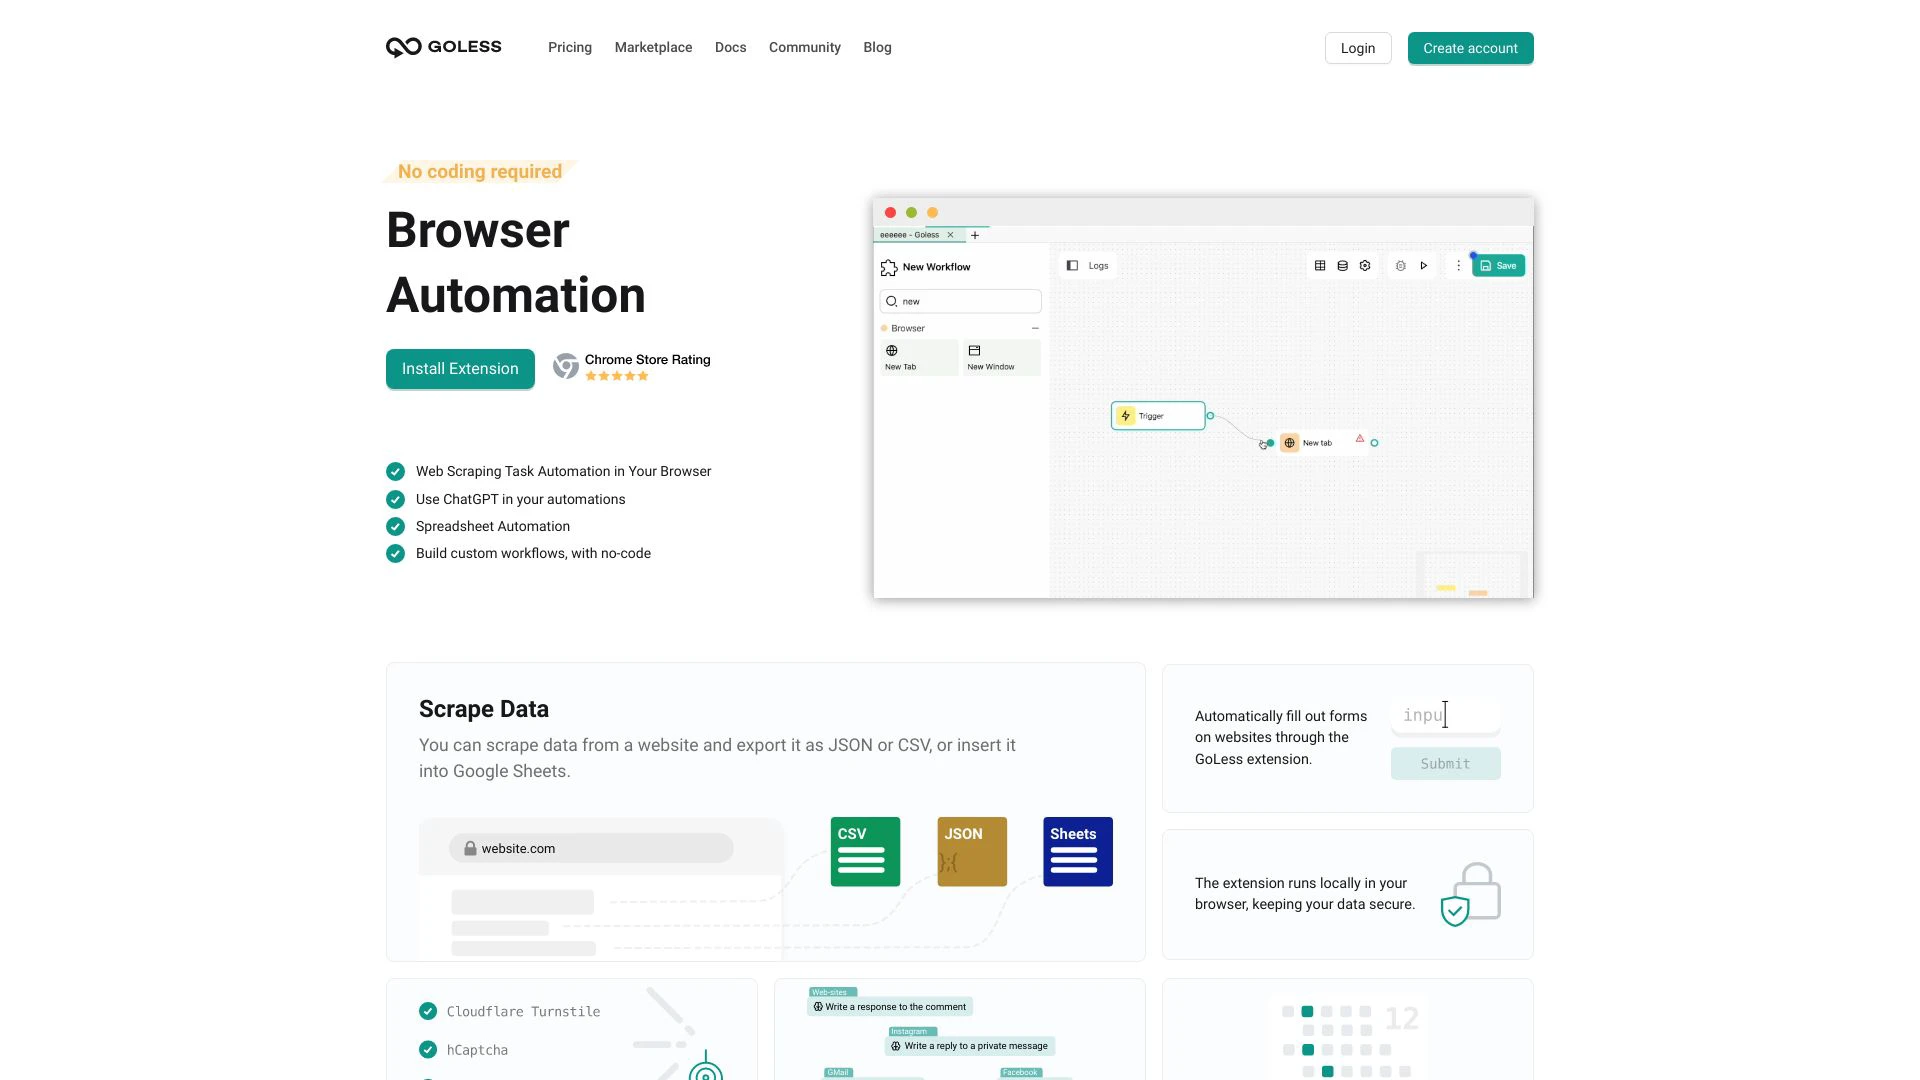 GOLESS
Pricing
Marketplace
Docs
Community
Blog
Login
Create account
No coding required
Browser
Automation
Install Extension
Chrome Store Rating
Web Scraping Task Automation in Your Browser
Use ChatGPT in your automations
Spreadsheet Automation
Build custom workflows, with no-code
eeeeee - Goless
New Workflow
Logs
Save
new
Browser
New Tab
New Window
Trigger
New tab
Scrape Data
You can scrape data from a website and export it as JSON or CSV, or insert it
into Google Sheets.
website.com
CSV
JSON
};{
Sheets
Automatically fill out forms
on websites through the
GoLess extension.
inpu
Submit
The extension runs locally in your
browser, keeping your data secure.
Cloudflare Turnstile
hCaptcha
Web-sites
Write a response to the comment
Instagram
Write a reply to a private message
GMail
Facebook
12